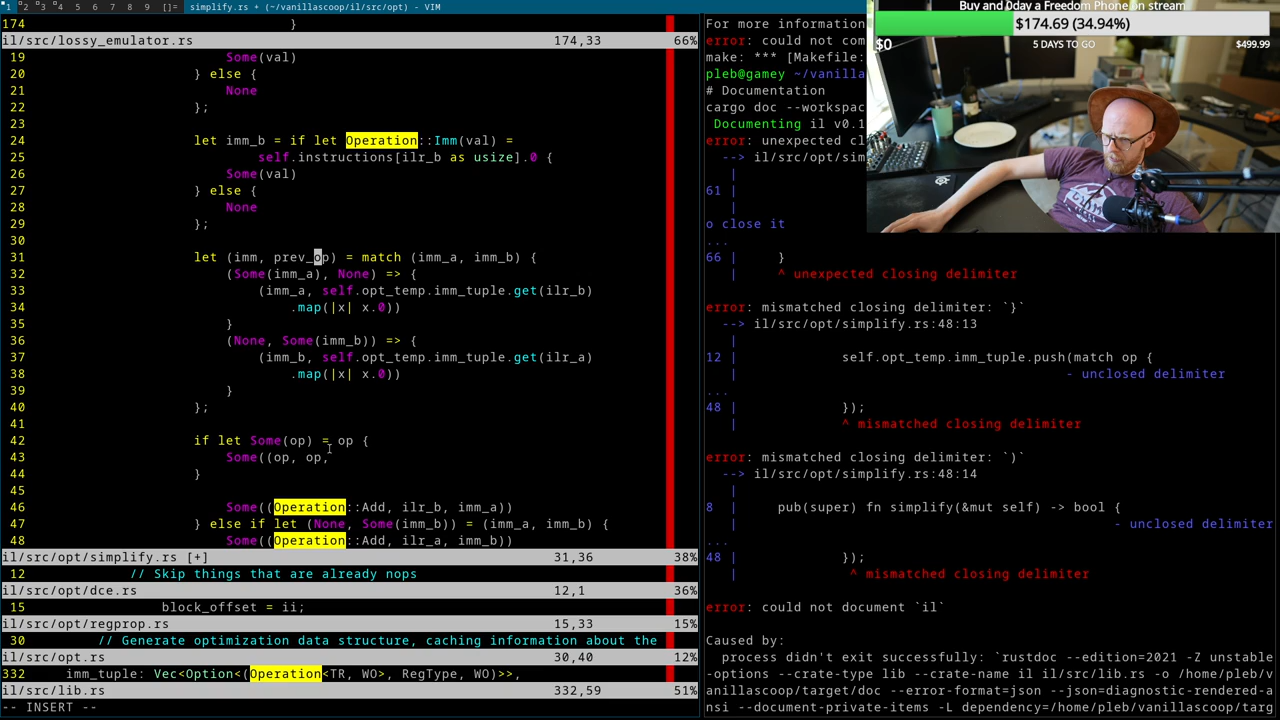 1 2 3 4 5 6 7 8 9 []= simplify.rs + (~/vanillascoop/il/src/opt) - VIM
174 }
il/src/lossy_emulator.rs 174,33 66%
19 Some(val)
20 } else {
21 None
22 };
23
24 let imm_b = if let Operation::Imm(val) =
25 self.instructions[ilr_b as usize].0 {
26 Some(val)
27 } else {
28 None
29 };
30
31 let (imm, prev_op) = match (imm_a, imm_b) {
32 (Some(imm_a), None) => {
33 (imm_a, self.opt_temp.imm_tuple.get(ilr_b)
34 .map(|x| x.0))
35 }
36 (None, Some(imm_b)) => {
37 (imm_b, self.opt_temp.imm_tuple.get(ilr_a)
38 .map(|x| x.0))
39 }
40 };
41
42 if let Some(op) = op {
43 Some((op, op,
44 }
45
46 Some((Operation::Add, ilr_b, imm_a))
47 } else if let (None, Some(imm_b)) = (imm_a, imm_b) {
48 Some((Operation::Add, ilr_a, imm_b))
il/src/opt/simplify.rs [+] 31,36 38%
12 // Skip things that are already nops
il/src/opt/dce.rs 12,1 36%
15 block_offset = ii;
il/src/opt/regprop.rs 15,33 15%
30 // Generate optimization data structure, caching information about the
il/src/opt.rs 30,40 12%
332 imm_tuple: Vec<Option<(Operation<TR, WO>, RegType, WO)>>,
il/src/lib.rs 332,59 51%
-- INSERT --
For more information
error: could not com
make: *** [Makefile:
pleb@gamey ~/vanilla
# Documentation
cargo doc --workspac
Documenting il v0.1
error: unexpected cl
--> il/src/opt/sim
|
61 |
|
o close it
...
66 | }
| ^ unexpected closing delimiter
error: mismatched closing delimiter: `}`
--> il/src/opt/simplify.rs:48:13
|
12 | self.opt_temp.imm_tuple.push(match op {
| - unclosed delimiter
...
48 | });
| ^ mismatched closing delimiter
error: mismatched closing delimiter: `)`
--> il/src/opt/simplify.rs:48:14
|
8 | pub(super) fn simplify(&mut self) -> bool {
| - unclosed delimiter
...
48 | });
| ^ mismatched closing delimiter
error: could not document `il`
Caused by:
process didn't exit successfully: `rustdoc --edition=2021 -Z unstable
-options --crate-type lib --crate-name il il/src/lib.rs -o /home/pleb/v
anillascoop/target/doc --error-format=json --json=diagnostic-rendered-a
nsi --document-private-items -L dependency=/home/pleb/vanillascoop/targ
Buy and 0day a Freedom Phone on stream
$174.69 (34.94%)
$0 5 DAYS TO GO $499.99